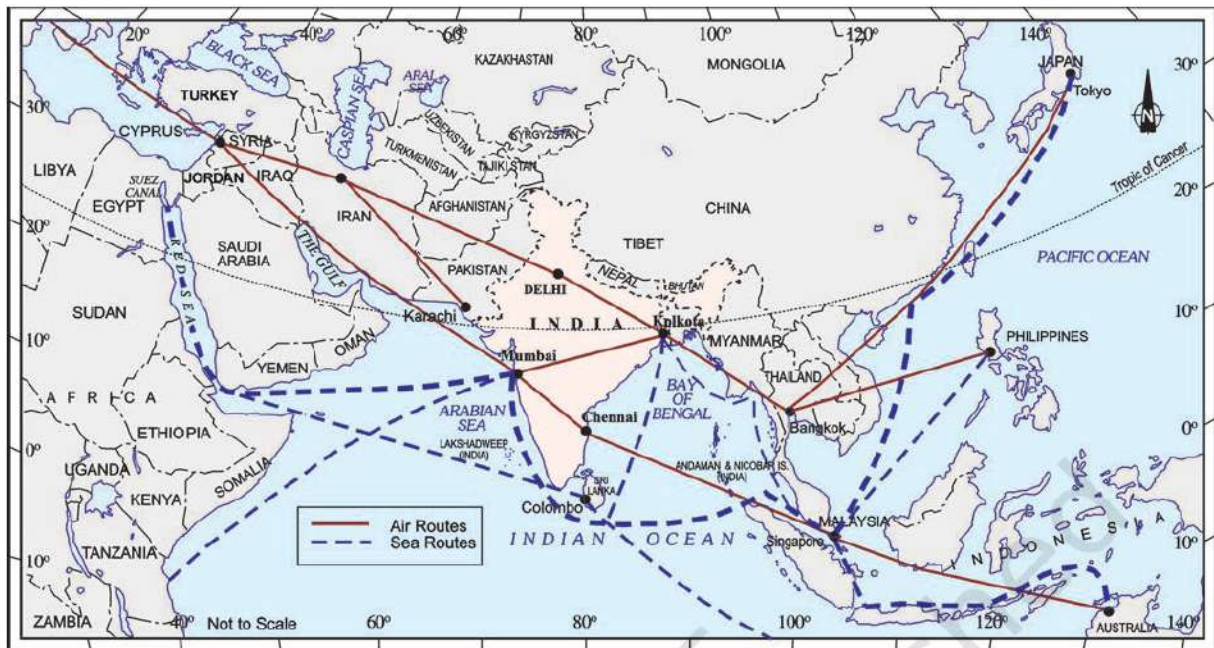 20°
40°
60°
80°
100°
120°
140°
BLACK SEA
ARAL
SEA
KAZAKHASTAN
MONGOLIA
JAPAN
Tokyo
N
30°
30°
TURKEY
CASPIAN SEA
UZBEKISTAN
KYRGYZSTAN
CYPRUS
SYRIA
TURKMENISTAN
TAJIKISTAN
Tropic of Cancer
LIBYA
SUEZ
CANAL
JORDAN
IRAQ
IRAN
AFGHANISTAN
CHINA
20°
EGYPT
TIBET
20°
SAUDI
ARABIA
THE GULF
PAKISTAN
DELHI
NEPAL
BHUTAN
PACIFIC OCEAN
RED SEA
SUDAN
Karachi
INDIA
Kolkota
10°
10°
OMAN
MYANMAR
PHILIPPINES
YEMEN
Mumbai
THAILAND
AFRICA
ARABIAN
SEA
Chennai
BAY
OF
BENGAL
Bangkok
ETHIOPIA
LAKSHADWEEP
(INDIA)
0°
0°
UGANDA
SOMALIA
SRI
LANKA
ANDAMAN & NICOBAR IS.
(INDIA)
KENYA
Colombo
MALAYSIA
Air Routes
Sea Routes
INDIAN OCEAN
Singapore
INDONESIA
TANZANIA
10°
10°
ZAMBIA
40°
Not to Scale
60°
80°
100°
120°
AUSTRALIA
140°